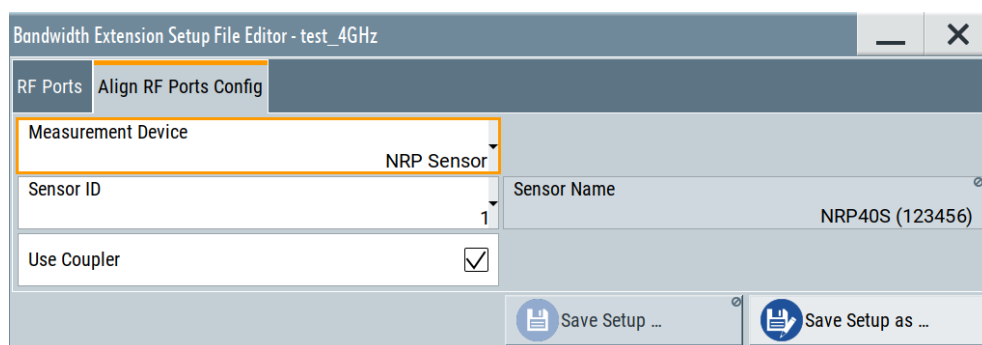 Bandwidth Extension Setup File Editor - test_4GHz
RF Ports Align RF Ports Config
Measurement Device
NRP Sensor
Sensor ID
1
Sensor Name
NRP40S (123456)
Use Coupler
Save Setup ...
Save Setup as ...